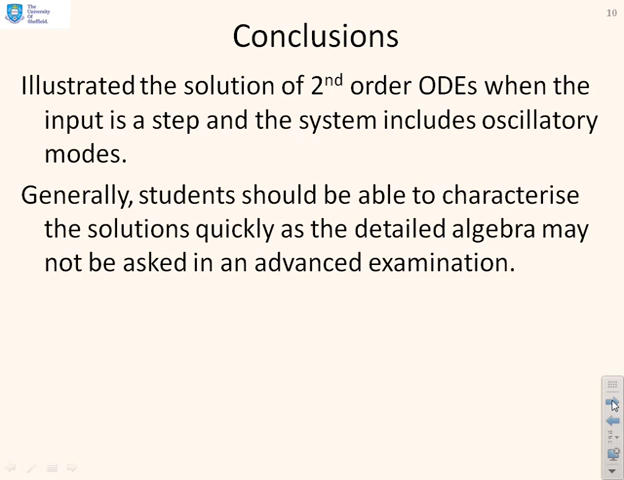 The
University
Of
Sheffield.
10
Conclusions
Illustrated the solution of 2nd order ODEs when the
input is a step and the system includes oscillatory
modes.
Generally, students should be able to characterise
the solutions quickly as the detailed algebra may
not be asked in an advanced examination.